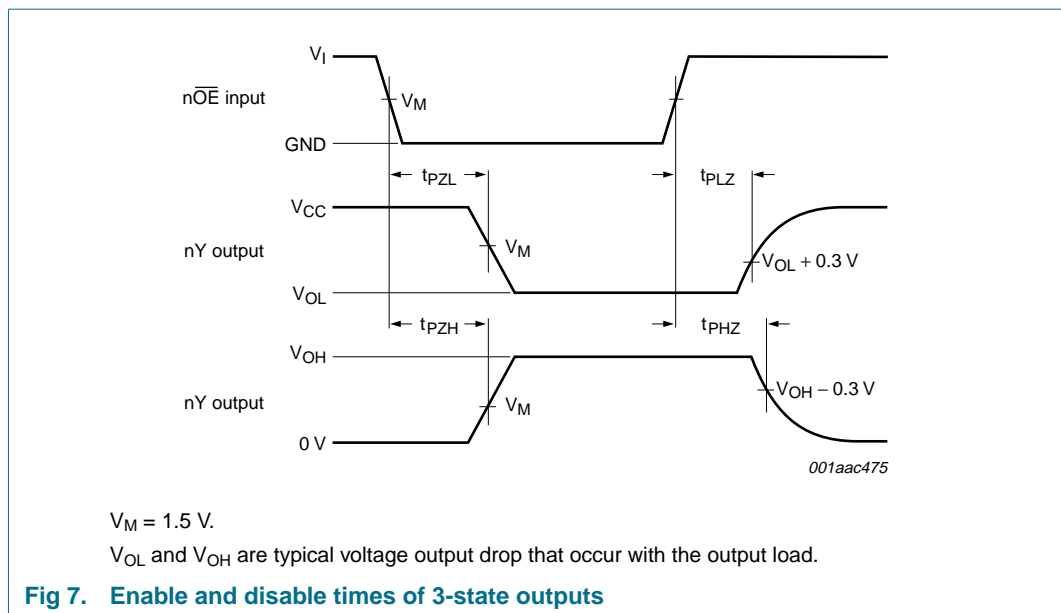 VI
nOE input
VM
GND
tPZL
tPLZ
VCC
nY output
VM
VOL + 0.3 V
VOL
tPZH
tPHZ
VOH
VOH − 0.3 V
nY output
VM
0 V
001aac475
VM = 1.5 V.
VOL and VOH are typical voltage output drop that occur with the output load.
Fig 7. Enable and disable times of 3-state outputs